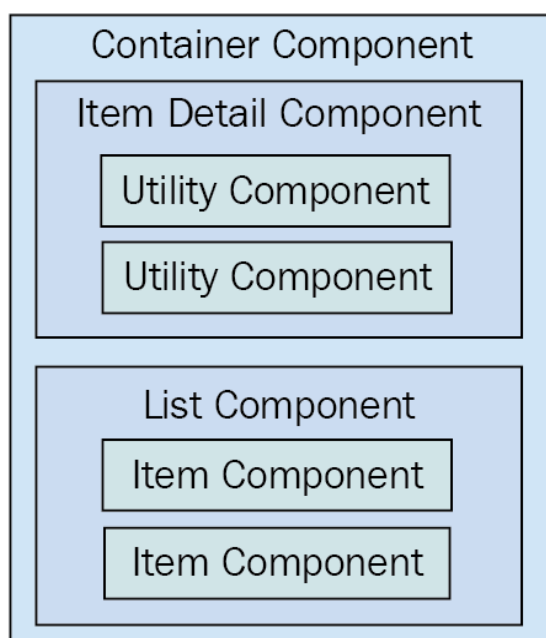 Container Component
Item Detail Component
Utility Component
Utility Component
List Component
Item Component
Item Component